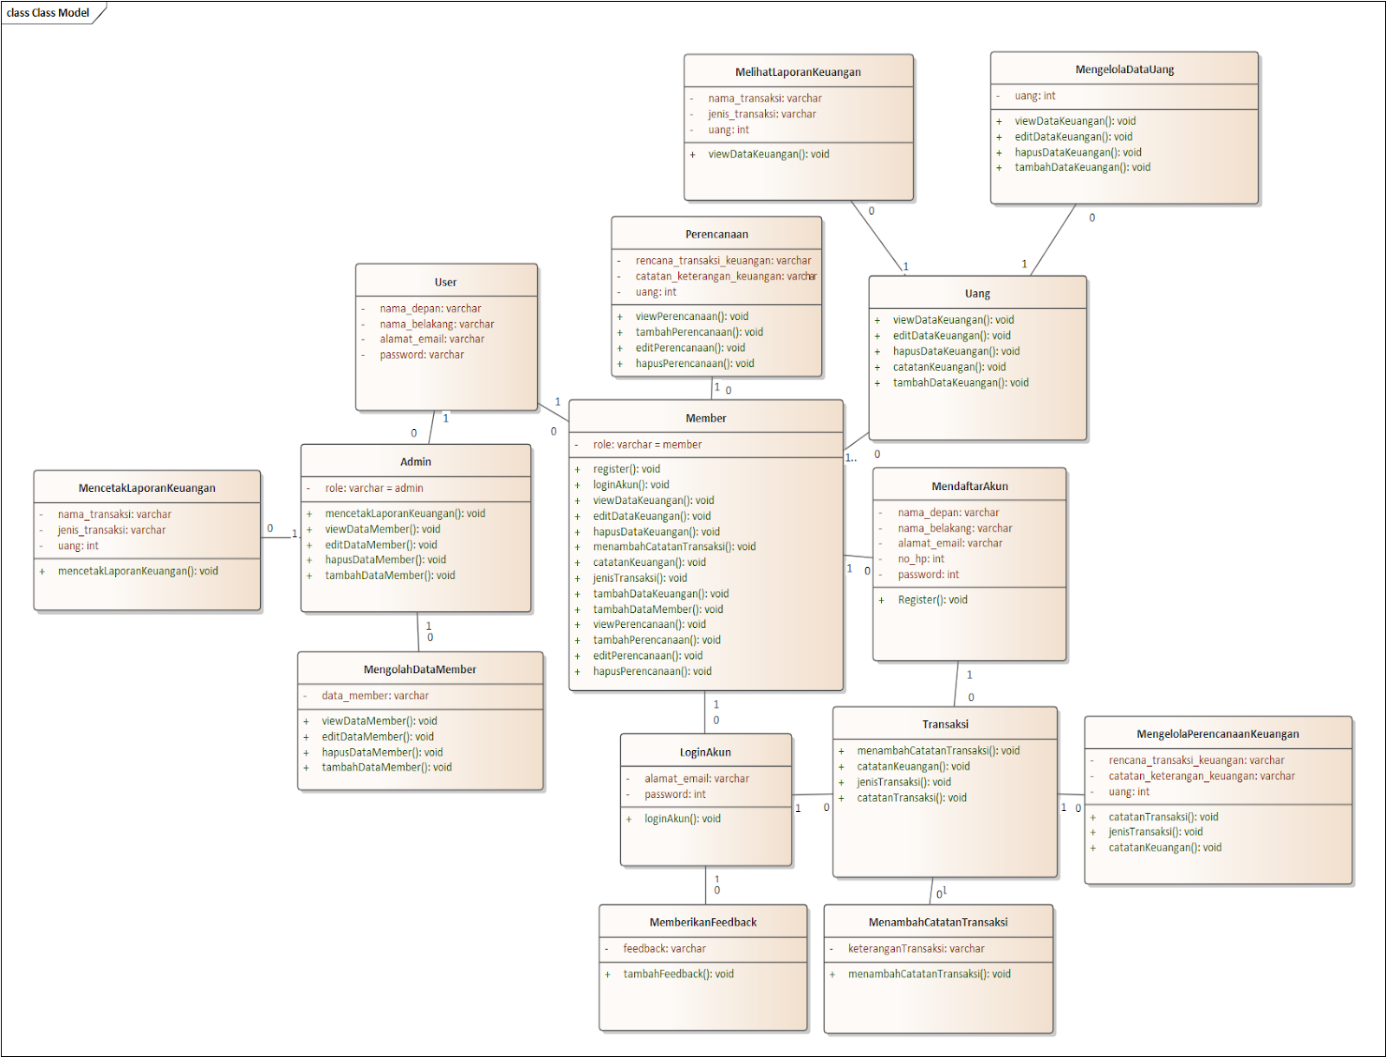 class Class Model
MelihatLaporanKeuangan
- nama_transaksi: varchar
- jenis_transaksi: varchar
- uang: int
+ viewDataKeuangan(): void
MengelolaDataUang
- uang: int
+ viewDataKeuangan(): void
+ editDataKeuangan(): void
+ hapusDataKeuangan(): void
+ tambahDataKeuangan(): void
0
1
0
1
Perencanaan
- rencana_transaksi_keuangan: varchar
- catatan_keterangan_keuangan: varchar
- uang: int
+ viewPerencanaan(): void
+ tambahPerencanaan(): void
+ editPerencanaan(): void
+ hapusPerencanaan(): void
1
0
User
- nama_depan: varchar
- nama_belakang: varchar
- alamat_email: varchar
- password: varchar
1
0
1
0
Uang
+ viewDataKeuangan(): void
+ editDataKeuangan(): void
+ hapusDataKeuangan(): void
+ catatanKeuangan(): void
+ tambahDataKeuangan(): void
1..
0
Member
- role: varchar = member
+ register(): void
+ loginAkun(): void
+ viewDataKeuangan(): void
+ editDataKeuangan(): void
+ hapusDataKeuangan(): void
+ menambahCatatanTransaksi(): void
+ catatanKeuangan(): void
+ jenisTransaksi(): void
+ tambahDataKeuangan(): void
+ tambahDataMember(): void
+ viewPerencanaan(): void
+ tambahPerencanaan(): void
+ editPerencanaan(): void
+ hapusPerencanaan(): void
Admin
- role: varchar = admin
+ mencetakLaporanKeuangan(): void
+ viewDataMember(): void
+ editDataMember(): void
+ hapusDataMember(): void
+ tambahDataMember(): void
MencetakLaporanKeuangan
- nama_transaksi: varchar
- jenis_transaksi: varchar
- uang: int
+ mencetakLaporanKeuangan(): void
0
1
1
0
MendaftarAkun
- nama_depan: varchar
- nama_belakang: varchar
- alamat_email: varchar
- no_hp: int
- password: int
+ Register(): void
1
0
1
0
MengolahDataMember
- data_member: varchar
+ viewDataMember(): void
+ editDataMember(): void
+ hapusDataMember(): void
+ tambahDataMember(): void
1
0
LoginAkun
- alamat_email: varchar
- password: int
+ loginAkun(): void
1
0
Transaksi
+ menambahCatatanTransaksi(): void
+ catatanKeuangan(): void
+ jenisTransaksi(): void
+ catatanTransaksi(): void
1
0
MengelolaPerencanaanKeuangan
- rencana_transaksi_keuangan: varchar
- catatan_keterangan_keuangan: varchar
- uang: int
+ catatanTransaksi(): void
+ jenisTransaksi(): void
+ catatanKeuangan(): void
1
0
0
1
MemberikanFeedback
- feedback: varchar
+ tambahFeedback(): void
MenambahCatatanTransaksi
- keteranganTransaksi: varchar
+ menambahCatatanTransaksi(): void